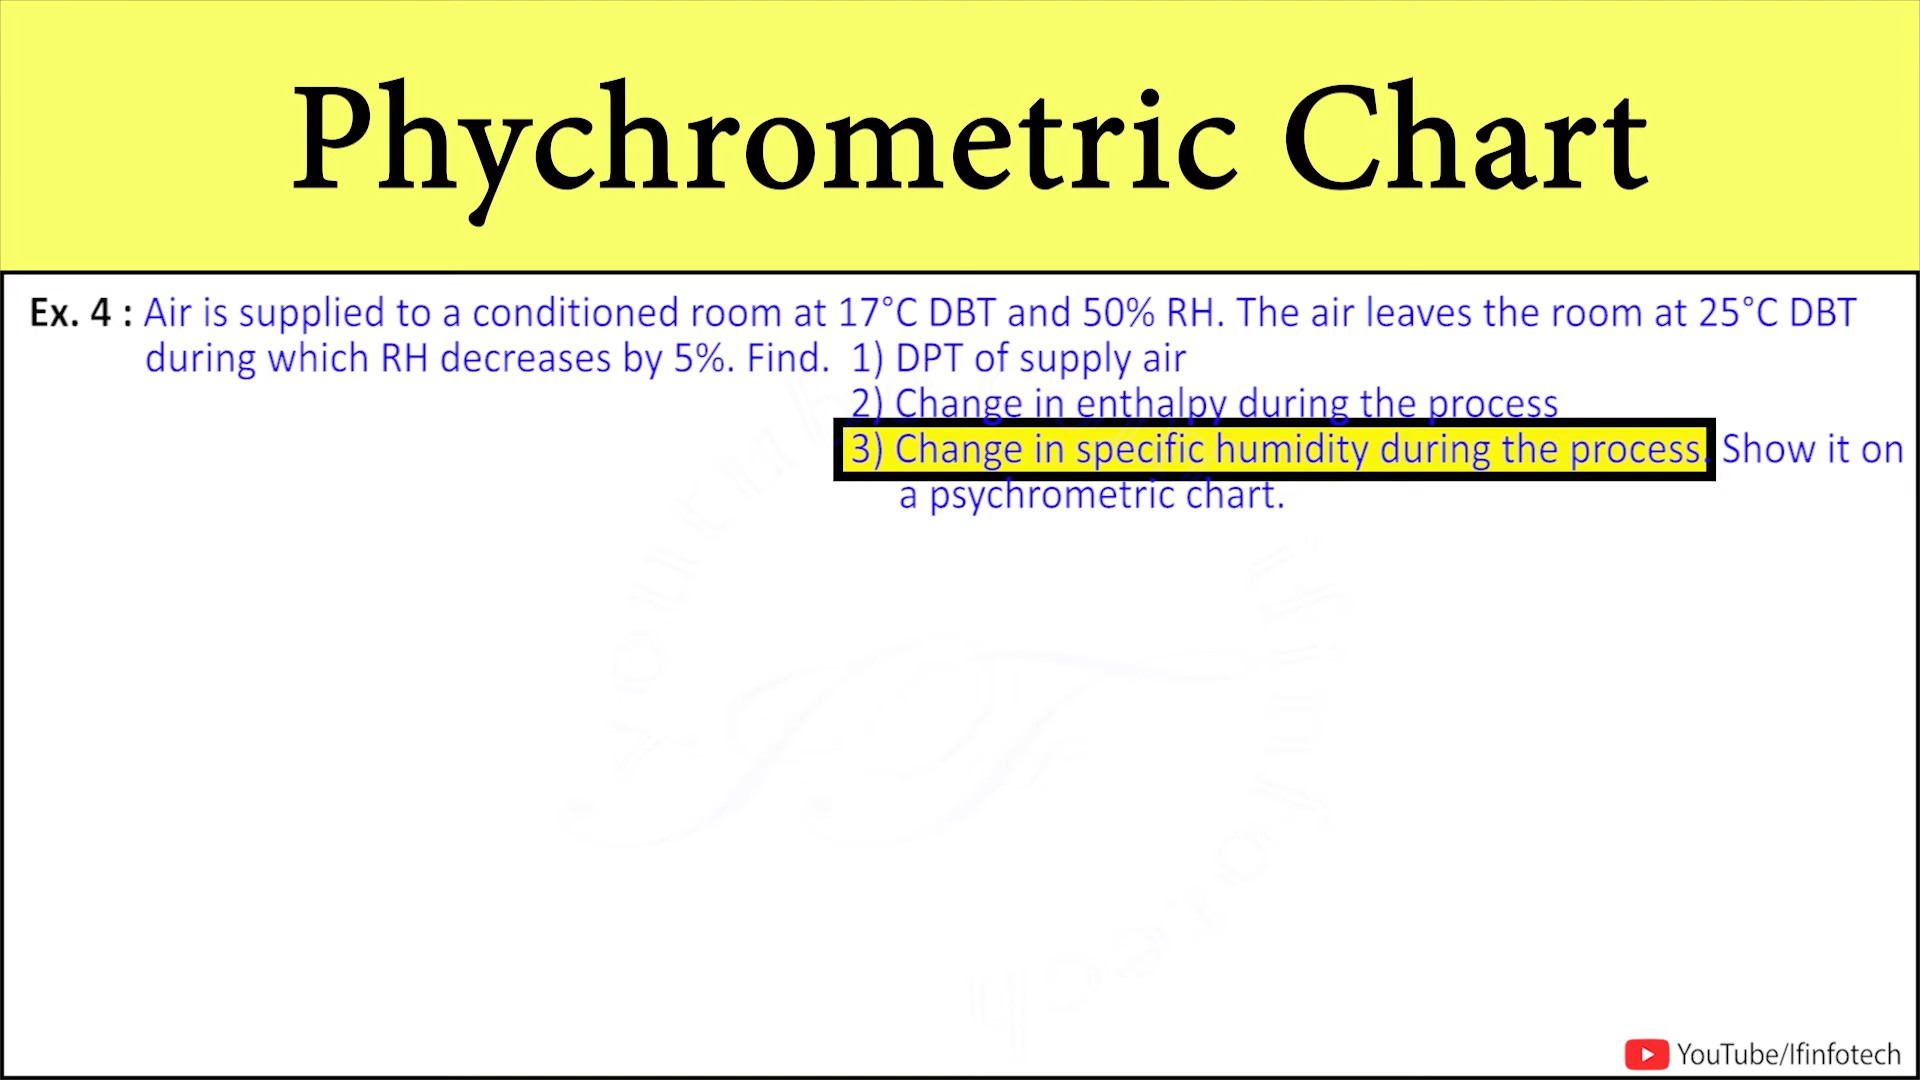 Phychrometric Chart
Ex. 4 : Air is supplied to a conditioned room at 17°C DBT and 50% RH. The air leaves the room at 25°C DBT
during which RH decreases by 5%. Find. 1) DPT of supply air
2) Change in enthalpy during the process
3) Change in specific humidity during the process. Show it on
a psychrometric chart.
YouTube/lfinfotech